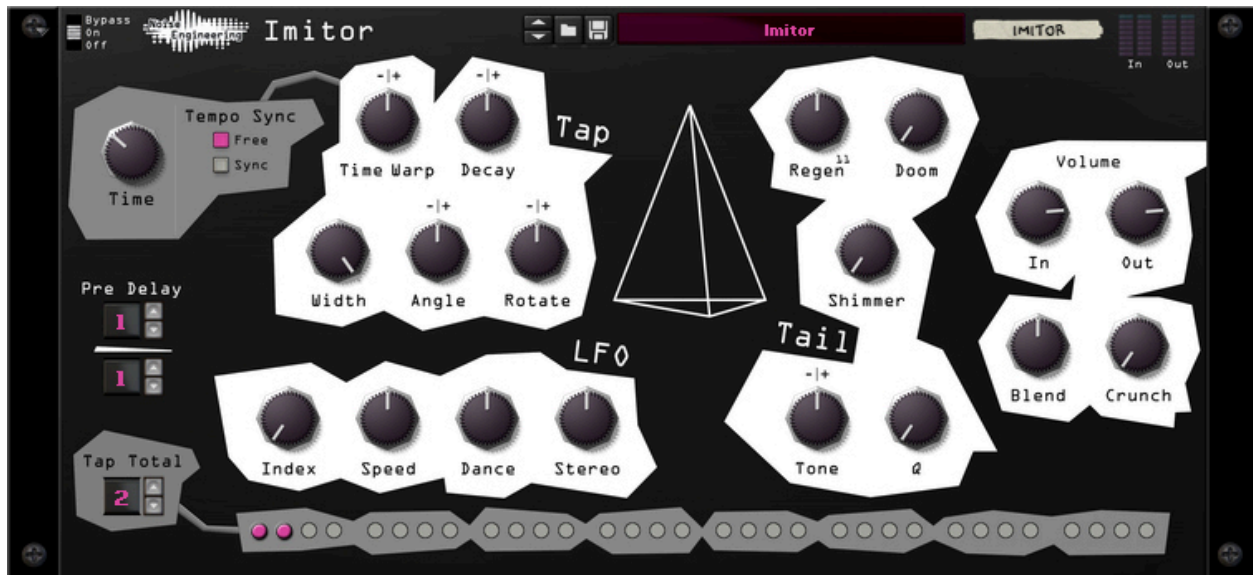 Bypass
On
Off
Noise
Engineering
Imitor
Imitor
IMITOR
In
Out
Tempo Sync
Free
Sync
Time
-|+
-|+
Tap
Time Warp
Decay
-|+
-|+
Width
Angle
Rotate
Regen
11
Doom
Shimmer
Volume
In
Out
Blend
Crunch
Pre Delay
1
1
LFO
Index
Speed
Dance
Stereo
Tail
-|+
Tone
Q
Tap Total
2